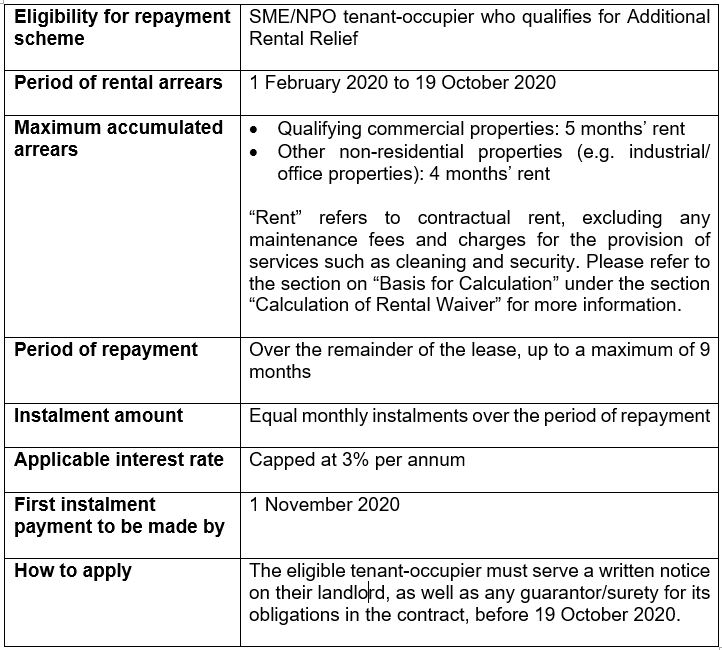 Eligibility for repayment
scheme
SME/NPO tenant-occupier who qualifies for Additional
Rental Relief
Period of rental arrears
1 February 2020 to 19 October 2020
Maximum accumulated
arrears
• Qualifying commercial properties: 5 months’ rent
• Other non-residential properties (e.g. industrial/
office properties): 4 months’ rent
“Rent” refers to contractual rent, excluding any
maintenance fees and charges for the provision of
services such as cleaning and security. Please refer to
the section on “Basis for Calculation” under the section
“Calculation of Rental Waiver” for more information.
Period of repayment
Over the remainder of the lease, up to a maximum of 9
months
Instalment amount
Equal monthly instalments over the period of repayment
Applicable interest rate
Capped at 3% per annum
First instalment
payment to be made by
1 November 2020
How to apply
The eligible tenant-occupier must serve a written notice
on their landlord, as well as any guarantor/surety for its
obligations in the contract, before 19 October 2020.